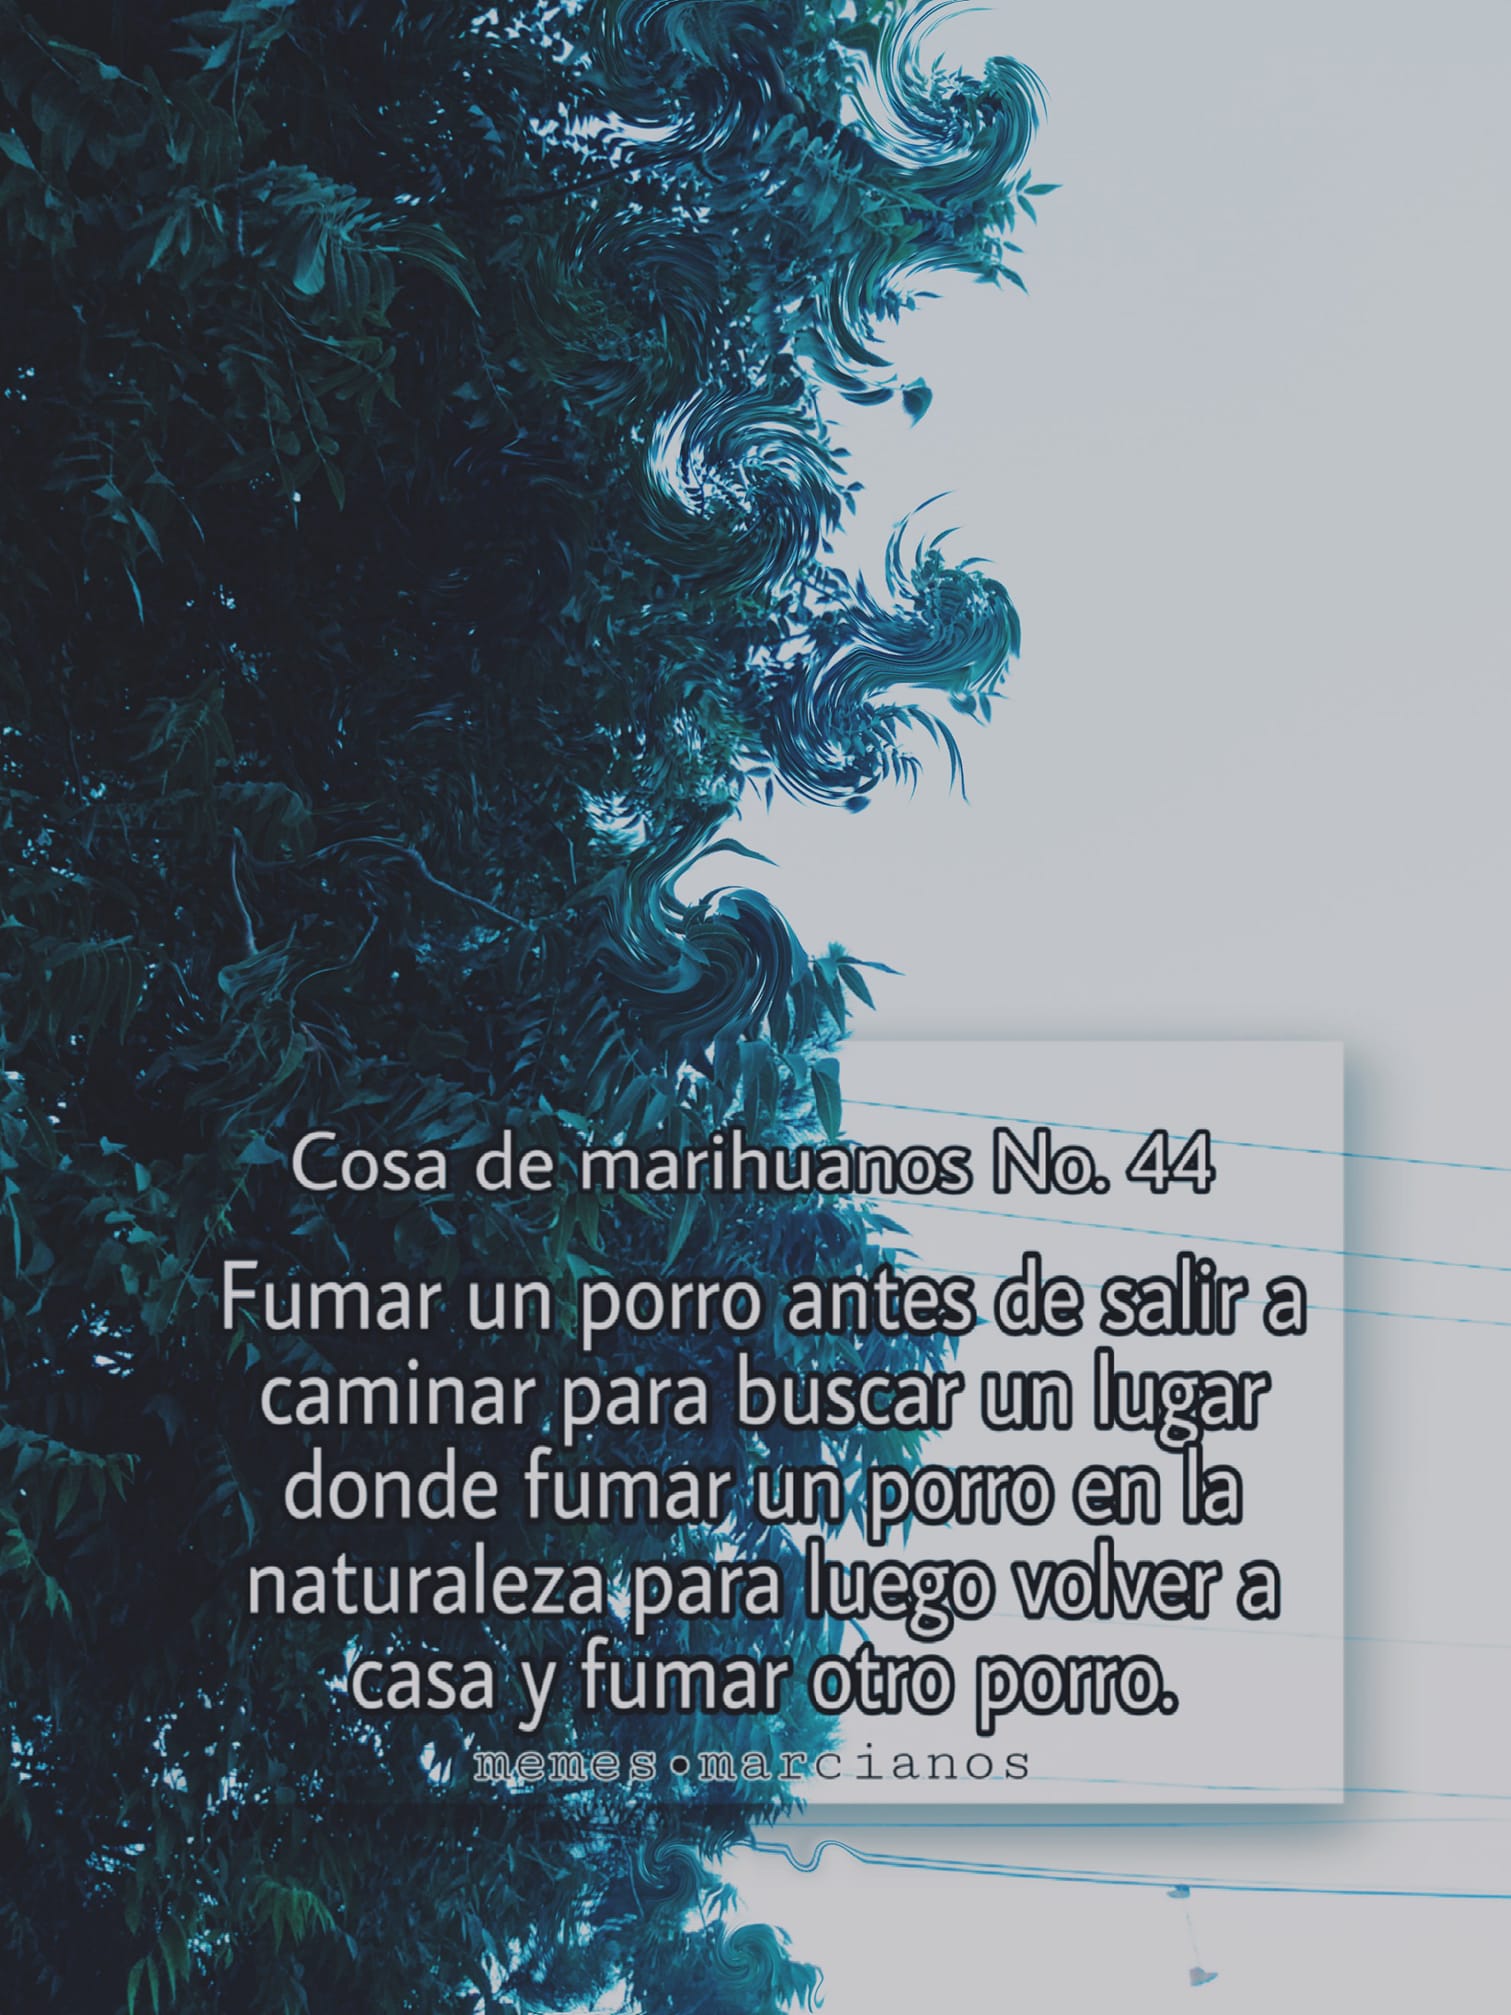 Cosa de marihuanos No. 44
Fumar un porro antes de salir a
caminar para buscar un lugar
donde fumar un porro en la
naturaleza para luego volver a
casa y fumar otro porro.
memes•marcianos